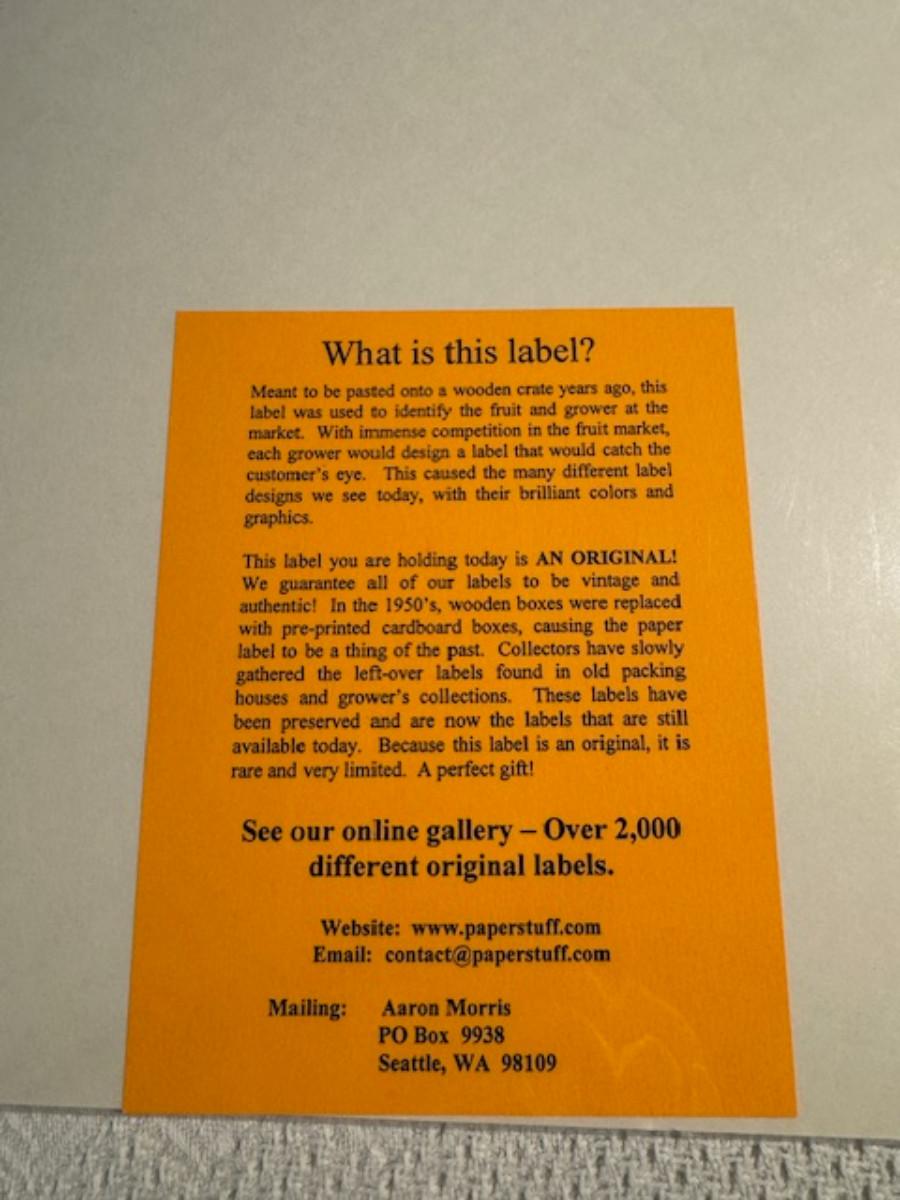 What is this label?
Meant to be pasted onto a wooden crate years ago, this
label was used to identify the fruit and grower at the
market. With immense competition in the fruit market,
each grower would design a label that would catch the
customer's eye. This caused the many different label
designs we see today, with their brilliant colors and
graphics.
This label you are holding today is AN ORIGINAL!
We guarantee all of our labels to be vintage and
authentic! In the 1950's, wooden boxes were replaced
with pre-printed cardboard boxes, causing the paper
label to be a thing of the past. Collectors have slowly
gathered the left-over labels found in old packing
houses and grower's collections. These labels have
been preserved and are now the labels that are still
available today. Because this label is an original, it is
rare and very limited. A perfect gift!
See our online gallery – Over 2,000
different original labels.
Website: www.paperstuff.com
Email: contact@paperstuff.com
Mailing: Aaron Morris
PO Box 9938
Seattle, WA 98109